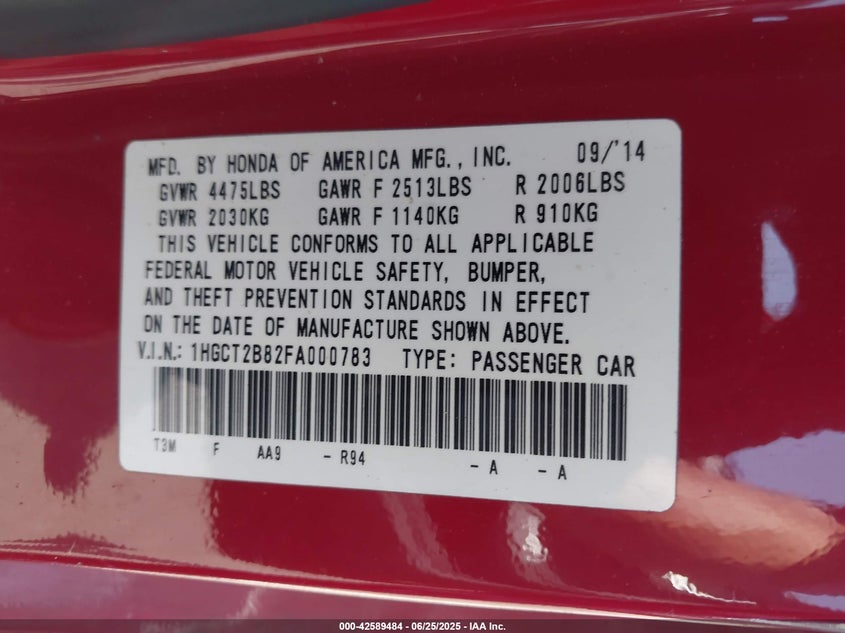 MFD. BY HONDA OF AMERICA MFG., INC. 09/'14
GVWR 4475LBS GAWR F 2513LBS R 2006LBS
GVWR 2030KG GAWR F 1140KG R 910KG
THIS VEHICLE CONFORMS TO ALL APPLICABLE
FEDERAL MOTOR VEHICLE SAFETY, BUMPER,
AND THEFT PREVENTION STANDARDS IN EFFECT
ON THE DATE OF MANUFACTURE SHOWN ABOVE.
V.I.N.: 1HGCT2B82FA000783 TYPE: PASSENGER CAR
T3M F AA9 - R94 - A - A
000-42589484 - 06/25/2025 - IAA Inc.